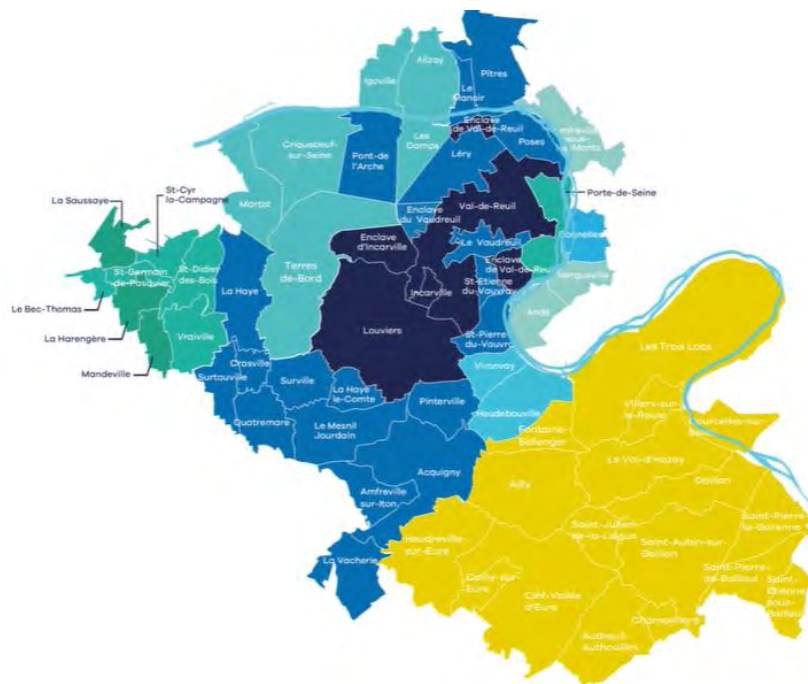 Alizay
Igoville
Pîtres
Le
Manoir
Enclave
de Val-de-Reuil
Criquebeuf-
sur-Seine
Pont-de
l'Arche
Les
Damps
Léry
Poses
St-Cyr
la-Campagne
La Saussaye
Martot
Enclave
du Vaudreuil
Val-de-Reuil
Porte-de-Seine
Enclave
d'Incarville
Le Vaudreuil
St-Germain
de-Pasquier
St-Didier
des-Bois
La Haye
Terres
de-Bord
Enclave
de Val-de-Reuil
St-Etienne
du-Vauvray
Incarville
Le Bec-Thomas
Louviers
Andé
La Harengère
Vraiville
St-Pierre
du-Vauvr
Les Trois Lacs
Mandeville
Crasville
Surtauville
Surville
La Haye
le-Comte
Vironvay
Pinterville
Heudebouville
Villers-sur
le-Roule
Quatremare
Le Mesnil
Jourdain
Fontaine-
Bellenger
Le Val-d'Hazey
Acquigny
Ailly
Gaillon
Amfreville
sur-Iton
Saint-Pierre
la-Garenne
Heudreville
sur-Eure
Saint-Julien
de-la-Liègue
Saint-Aubin-sur-
Gaillon
La Vacherie
Cailly-sur
Eure
Saint-Pierre
de-Bailleul
Saint-
Etienne
sous-
Bailleul
Clef-Vallée
d'Eure
Champenard
Autheuil
Authouillet